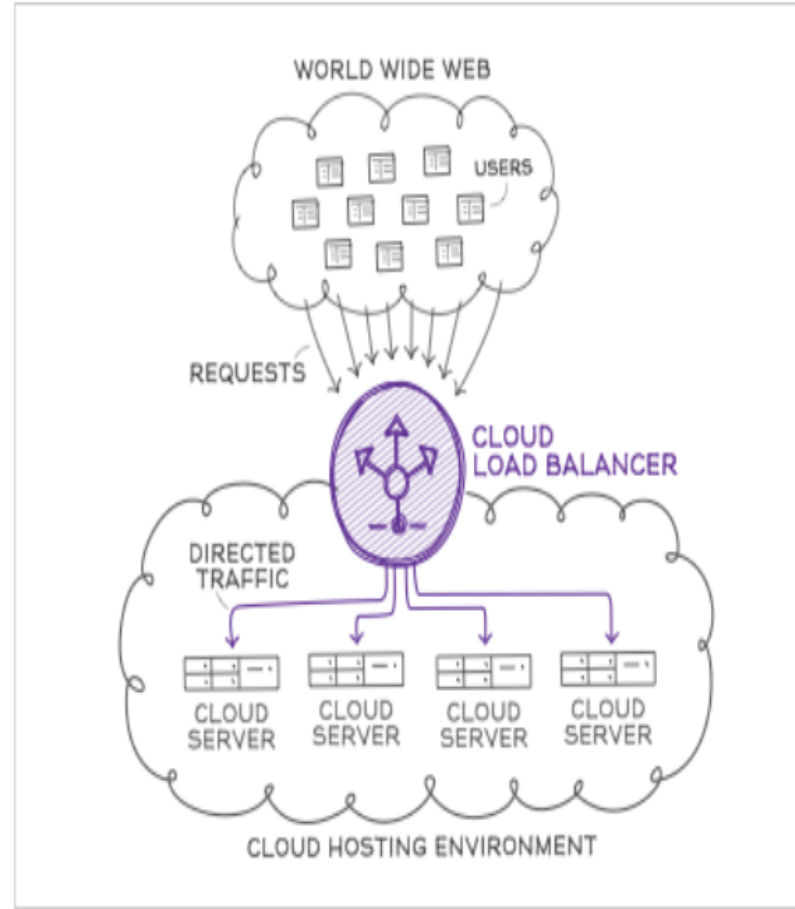 WORLD WIDE WEB
USERS
REQUESTS
CLOUD
LOAD BALANCER
DIRECTED
TRAFFIC
CLOUD
SERVER
CLOUD
SERVER
CLOUD
SERVER
CLOUD
SERVER
CLOUD HOSTING ENVIRONMENT